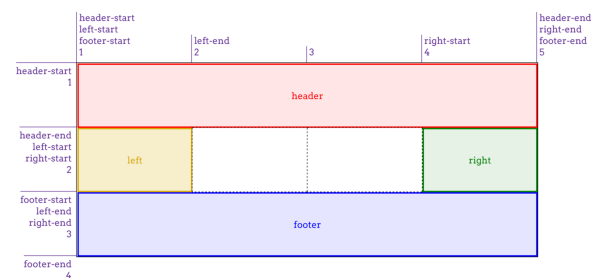 header-start
left-start
footer-start
1
left-end
2
3
right-start
4
header-end
right-end
footer-end
5
header-start
1
header
header-end
left-start
right-start
2
left
right
footer-start
left-end
right-end
3
footer
footer-end
4